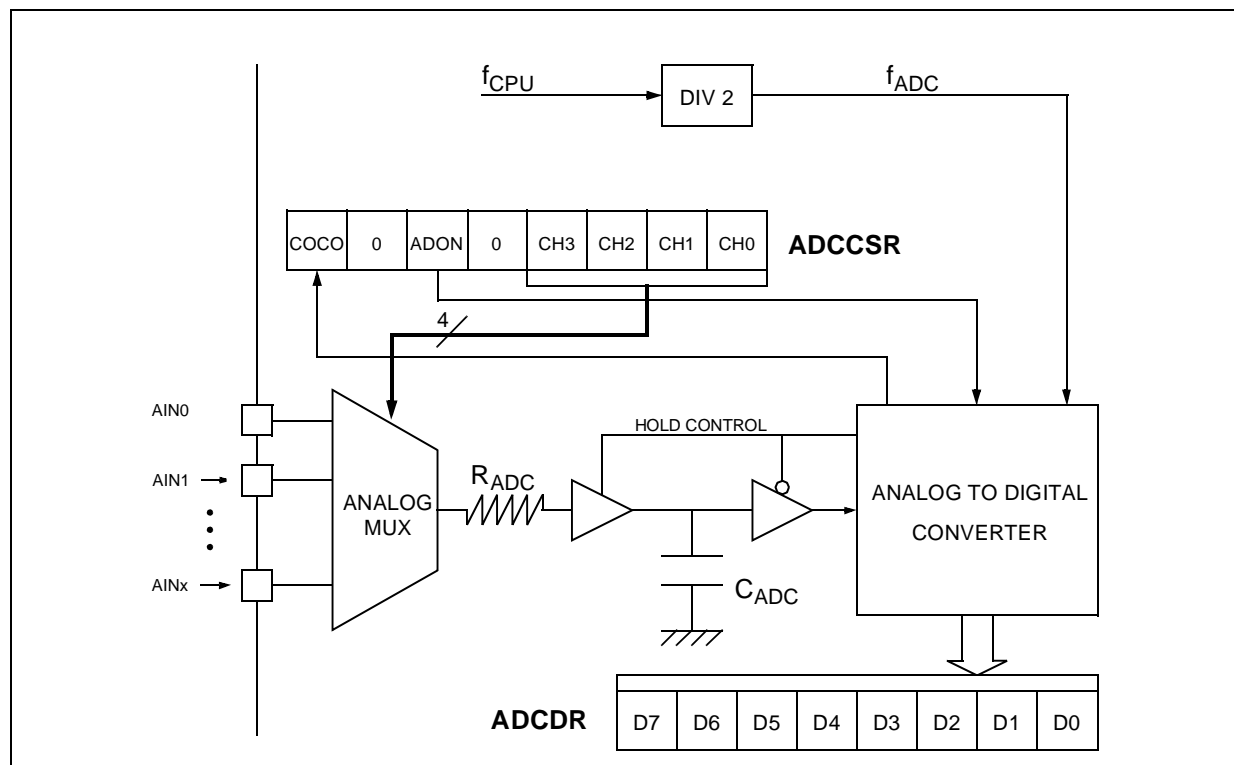 fCPU
DIV 2
fADC
COCO 0 ADON 0 CH3 CH2 CH1 CH0 ADCCSR
4
AIN0
HOLD CONTROL
AIN1
RADC
ANALOG
MUX
ANALOG TO DIGITAL
CONVERTER
AINx
CADC
ADCDR D7 D6 D5 D4 D3 D2 D1 D0